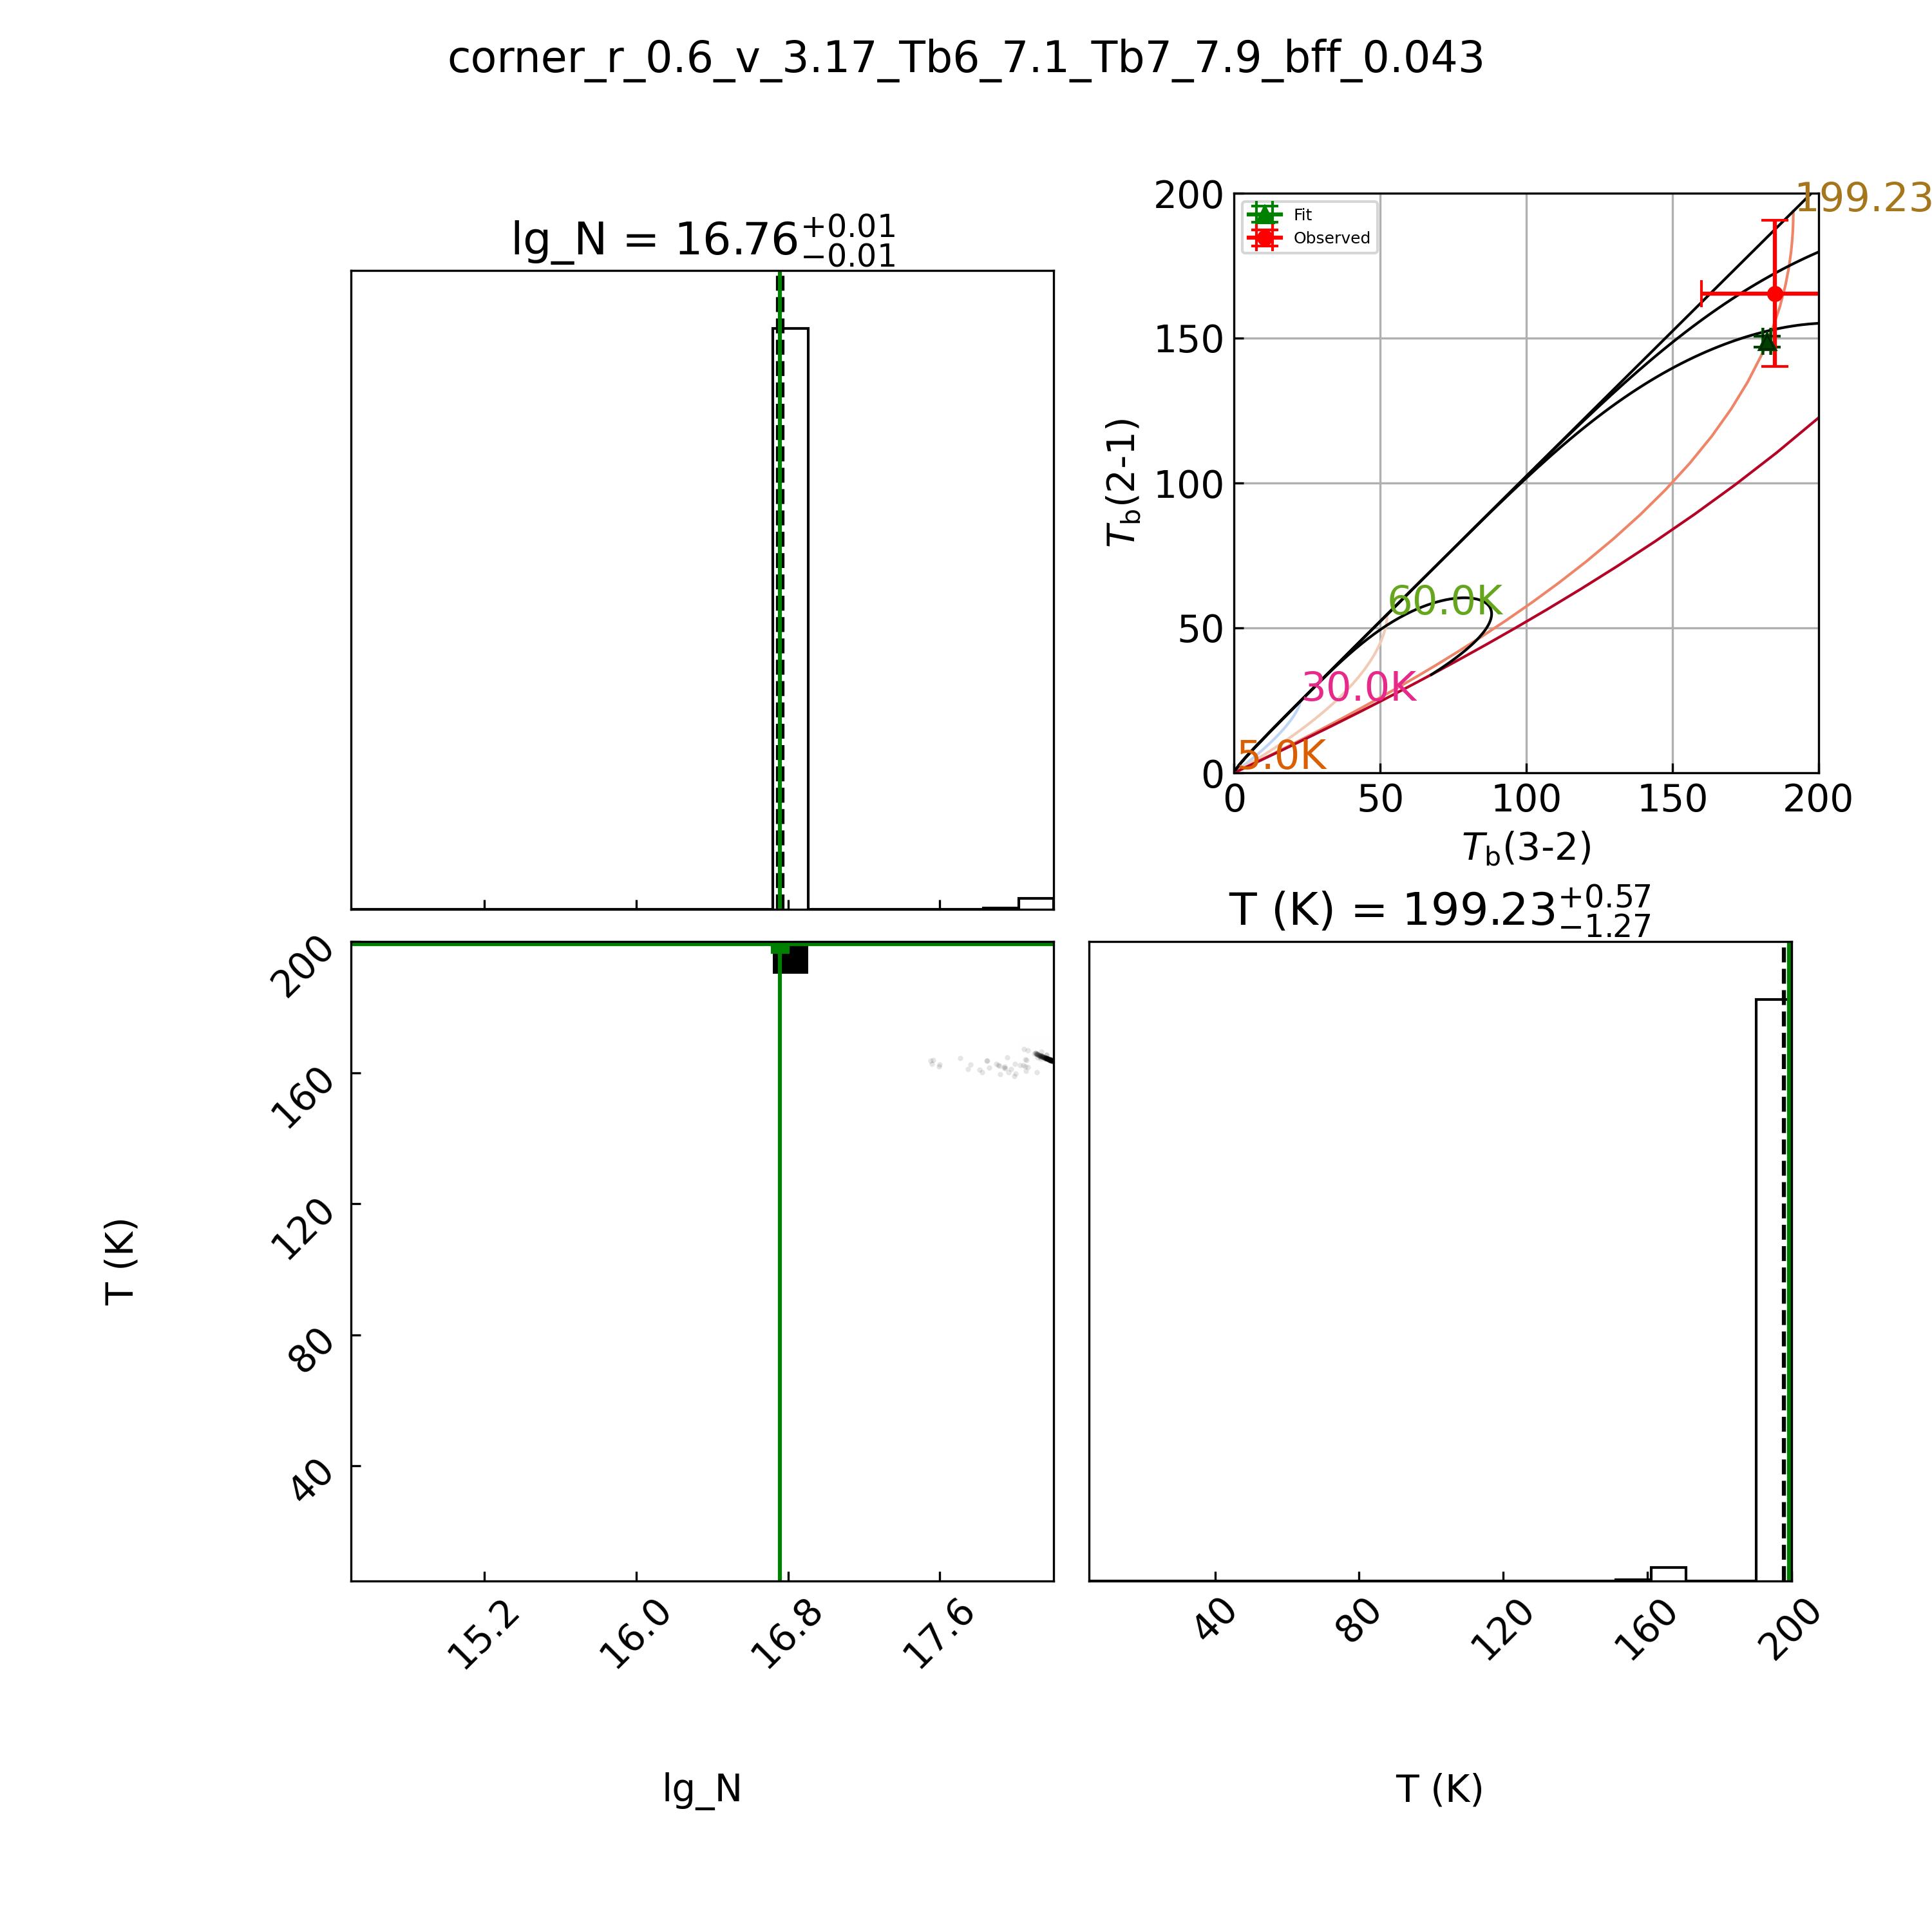 corner_r_0.6_v_3.17_Tb6_7.1_Tb7_7.9_bff_0.043
lg_N = 16.76+0.01−0.01
200
150
100
50
0
Tb(2-1)
Fit
Observed
199.23
60.0K
30.0K
5.0K
0 50 100 150 200
Tb(3-2)
T (K) = 199.23+0.57−1.27
200
160
120
80
40
T (K)
15.2 16.0 16.8 17.6
lg_N
40 80 120 160 200
T (K)